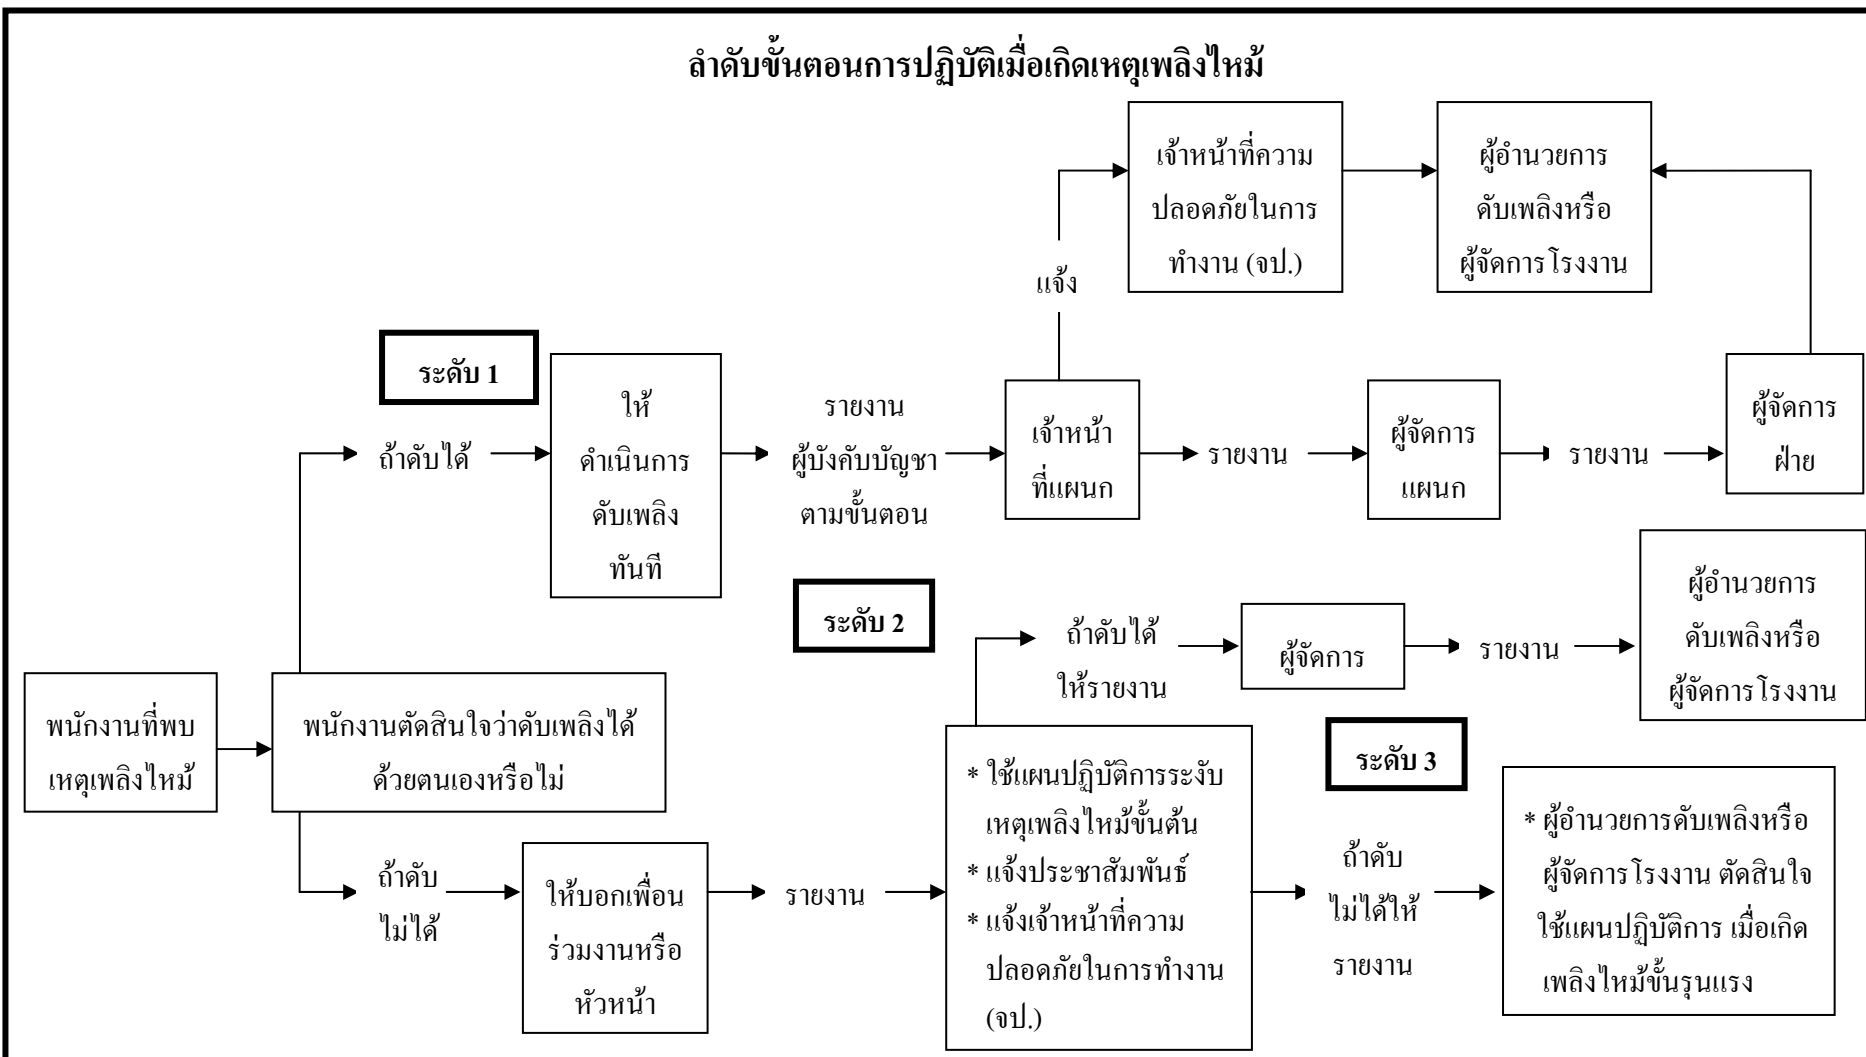 ลำดับขั้นตอนการปฏิบัติเมื่อเกิดเหตุเพลิงไหม้
เจ้าหน้าที่ความ
ปลอดภัยในการ
ทำงาน (จป.)
ผู้อำนวยการ
ดับเพลิงหรือ
ผู้จัดการโรงงาน
แจ้ง
ระดับ 1
ถ้าดับได้
ให้
ดำเนินการ
ดับเพลิง
ทันที
รายงาน
ผู้บังคับบัญชา
ตามขั้นตอน
เจ้าหน้า
ที่แผนก
รายงาน
ผู้จัดการ
แผนก
รายงาน
ผู้จัดการ
ฝ่าย
ระดับ 2
ถ้าดับได้
ให้รายงาน
ผู้จัดการ
รายงาน
ผู้อำนวยการ
ดับเพลิงหรือ
ผู้จัดการโรงงาน
พนักงานที่พบ
เหตุเพลิงไหม้
พนักงานตัดสินใจว่าดับเพลิงได้
ด้วยตนเองหรือไม่
ถ้าดับ
ไม่ได้
ให้บอกเพื่อน
ร่วมงานหรือ
หัวหน้า
รายงาน
* ใช้แผนปฏิบัติการระงับ
เหตุเพลิงไหม้ขั้นต้น
* แจ้งประชาสัมพันธ์
* แจ้งเจ้าหน้าที่ความ
ปลอดภัยในการทำงาน
(จป.)
ระดับ 3
ถ้าดับ
ไม่ได้ให้
รายงาน
* ผู้อำนวยการดับเพลิงหรือ
ผู้จัดการโรงงาน ตัดสินใจ
ใช้แผนปฏิบัติการ เมื่อเกิด
เพลิงไหม้ขั้นรุนแรง